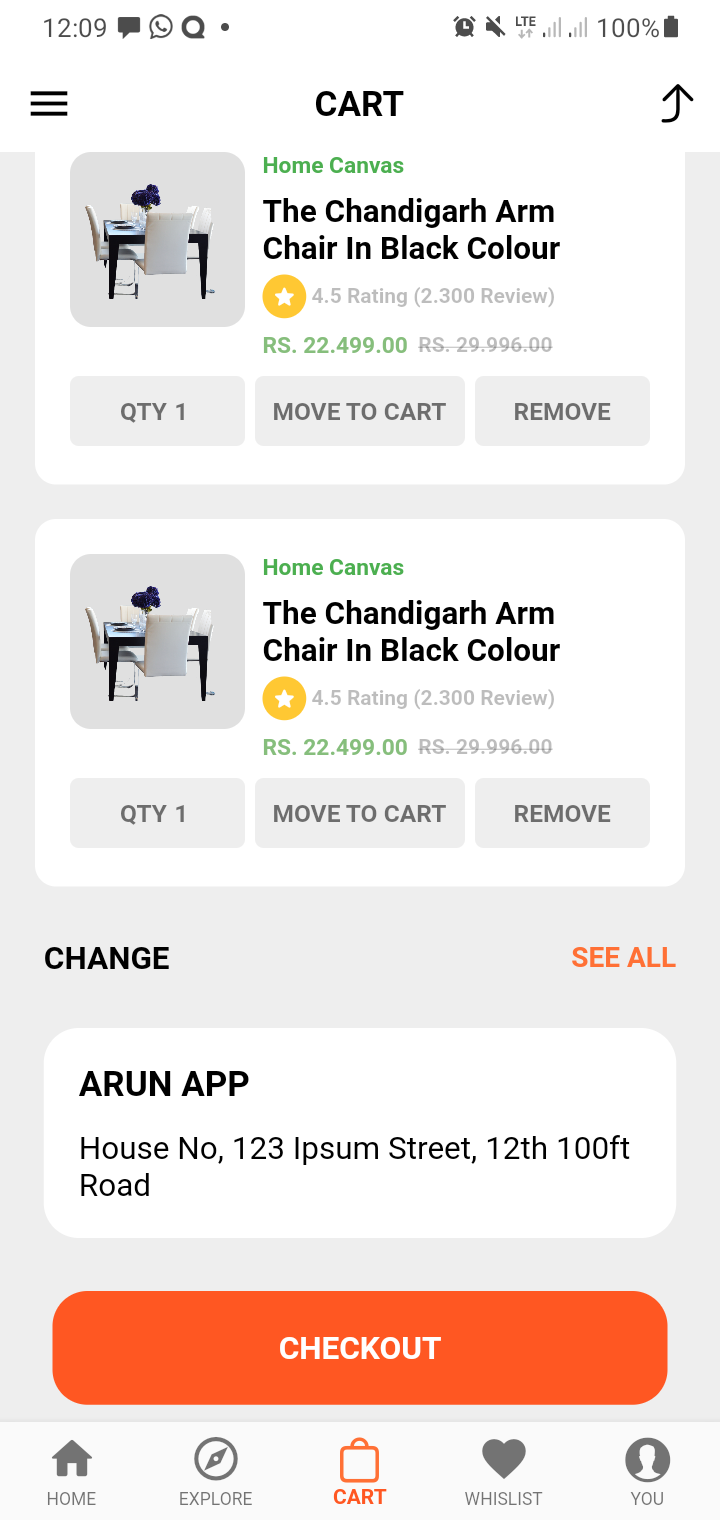 12:09
LTE
100%
CART
Home Canvas
The Chandigarh Arm
Chair In Black Colour
4.5 Rating (2.300 Review)
RS. 22.499.00 RS. 29.996.00
QTY 1 MOVE TO CART REMOVE
Home Canvas
The Chandigarh Arm
Chair In Black Colour
4.5 Rating (2.300 Review)
RS. 22.499.00 RS. 29.996.00
QTY 1 MOVE TO CART REMOVE
CHANGE SEE ALL
ARUN APP
House No, 123 Ipsum Street, 12th 100ft
Road
CHECKOUT
HOME EXPLORE CART WHISLIST YOU